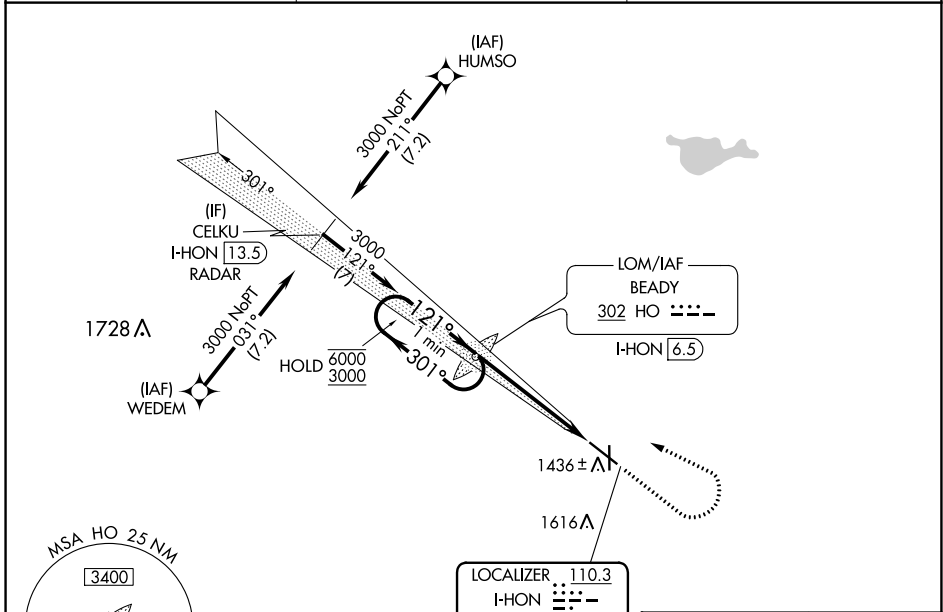 (IAF)
HUMSO
3000 NoPT
211°
(7.2)
301°
(IF)
CELKU
I-HON 13.5
RADAR
3000
121°
(7)
LOM/IAF
BEADY
302 HO
I-HON 6.5
121°
1 min
301°
HOLD 6000
3000
1728
3000 NoPT
031°
(7.2)
(IAF)
WEDEM
1436 ±
1616
MSA HO 25 NM
3400
LOCALIZER 110.3
I-HON